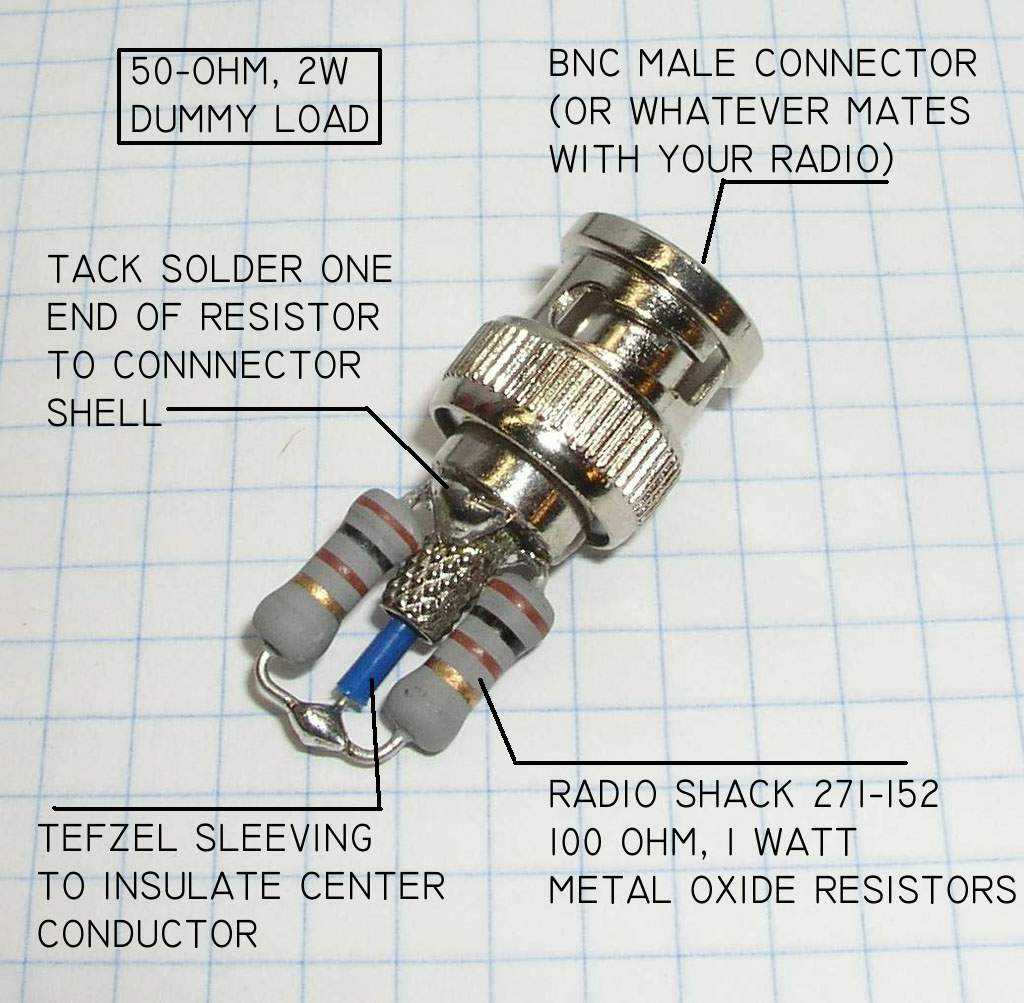 50-OHM, 2W
DUMMY LOAD
BNC MALE CONNECTOR
(OR WHATEVER MATES
WITH YOUR RADIO)
TACK SOLDER ONE
END OF RESISTOR
TO CONNNECTOR
SHELL
RADIO SHACK 271-152
100 OHM, 1 WATT
METAL OXIDE RESISTORS
TEFZEL SLEEVING
TO INSULATE CENTER
CONDUCTOR